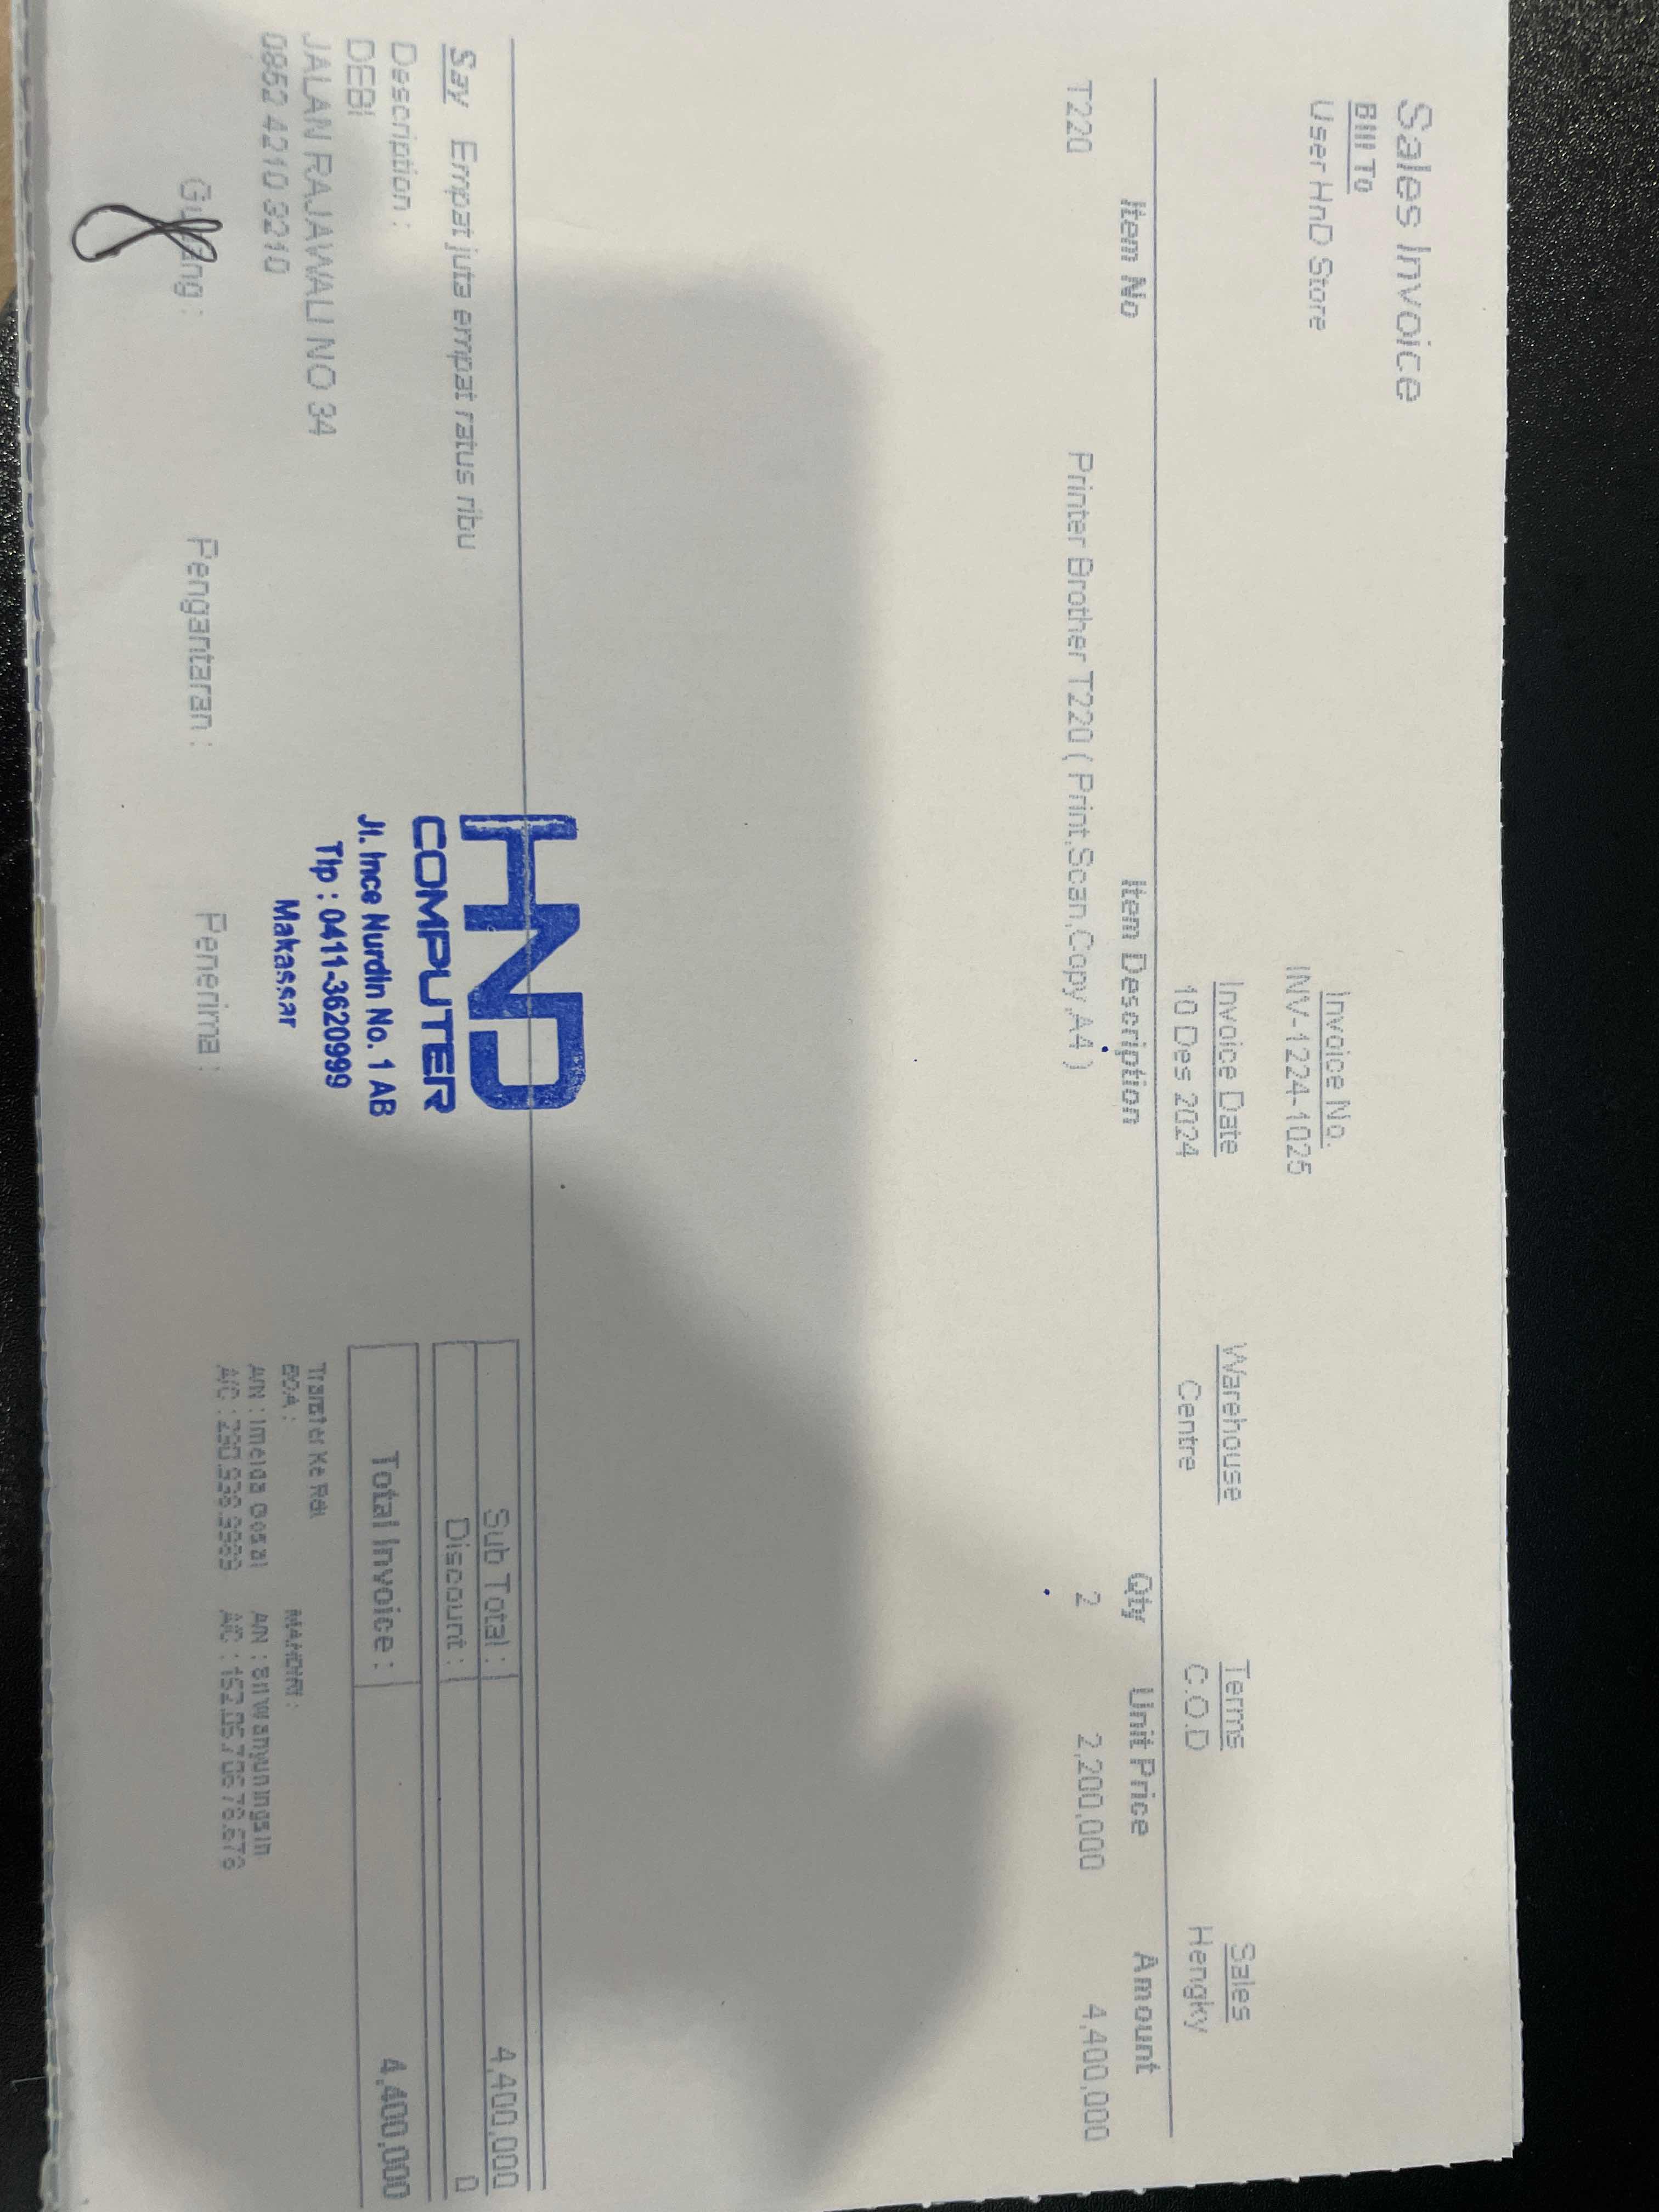 Sales Invoice
Bill To
User HnD Store
Invoice No.
INV-1224-1025
Invoice Date Warehouse Terms Sales
10 Des 2024 Centre C.O.D Hengky
Item No Item Description Qty Unit Price Amount
T220 Printer Brother T220 ( Print,Scan,Copy,A4 ) 2 2,200,000 4,400,000
Say Empat juta empat ratus ribu
Sub Total : 4,400,000
Discount : 0
Total Invoice : 4,400,000
Description :
DEBI
JALAN RAJAWALI NO 34
0852 4210 3210
HND
COMPUTER
Jl. Ince Nurdin No. 1 AB
Tlp : 0411-3620999
Makassar
Transfer Ke Rek
BCA : MANDIRI :
A/N : Imelda Gosal A/N : Sri Wahyuningsih
A/C : A/C :
Gudang : Pengantaran : Penerima :